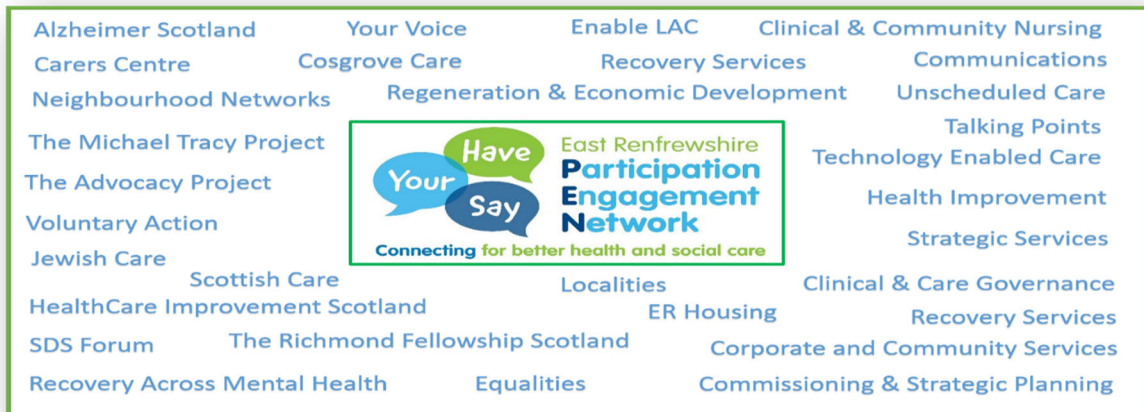 Alzheimer Scotland
Your Voice
Enable LAC
Clinical & Community Nursing
Carers Centre
Cosgrove Care
Recovery Services
Communications
Neighbourhood Networks
Regeneration & Economic Development
Unscheduled Care
Talking Points
The Michael Tracy Project
Technology Enabled Care
The Advocacy Project
Health Improvement
Voluntary Action
Strategic Services
Have
Your
Say
East Renfrewshire
Participation
Engagement
Network
Connecting for better health and social care
Jewish Care
Scottish Care
Localities
Clinical & Care Governance
HealthCare Improvement Scotland
ER Housing
Recovery Services
SDS Forum
The Richmond Fellowship Scotland
Corporate and Community Services
Recovery Across Mental Health
Equalities
Commissioning & Strategic Planning